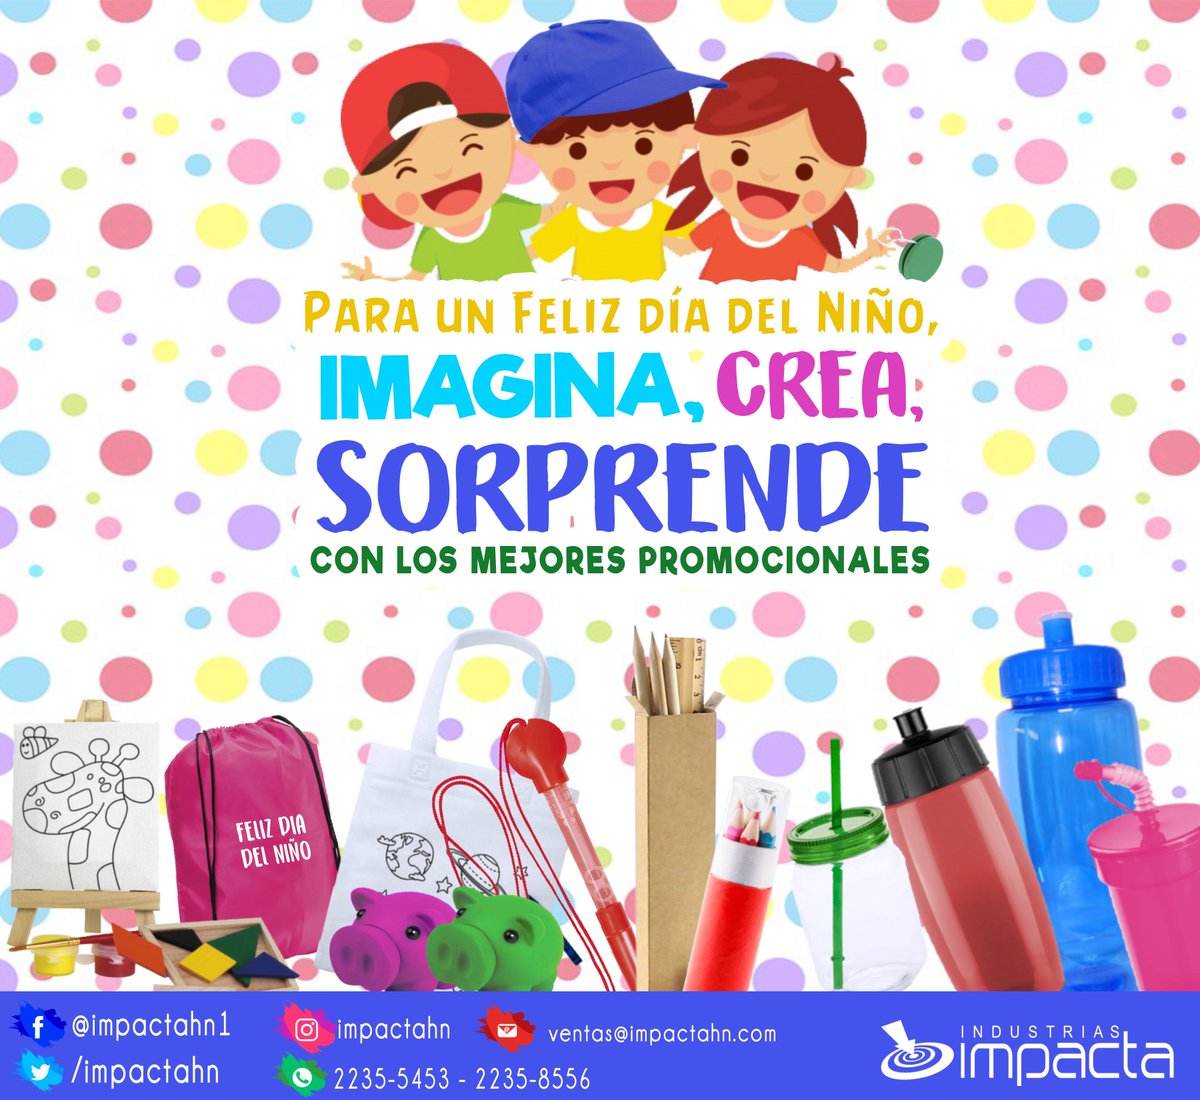 Para un Feliz día del Niño,
IMAGINA, CREA,
SORPRENDE
CON LOS MEJORES PROMOCIONALES
FELIZ DIA
DEL NIÑO
@impactahn1
impactahn
ventas@impactahn.com
/impactahn
2235-5453 - 2235-8556
INDUSTRIAS
impacta